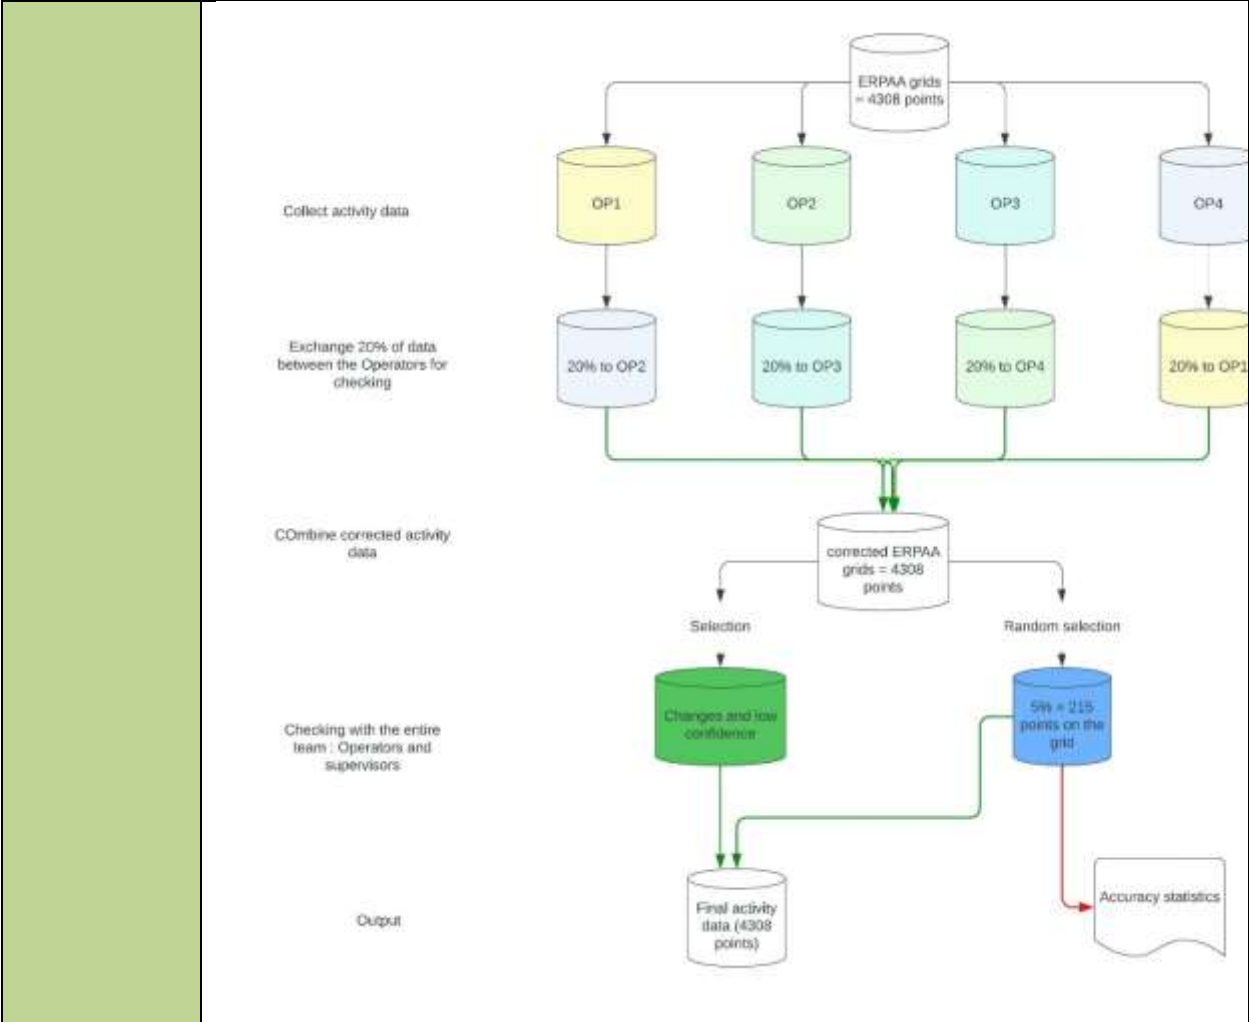 ERPAA grids
= 4308 points
Collect activity data
OP1
OP2
OP3
OP4
Exchange 20% of data
between the Operators for
checking
20% to OP2
20% to OP3
20% to OP4
20% to OP1
COmbine corrected activity
data
corrected ERPAA
grids = 4308
points
Selection
Random selection
Checking with the entire
team : Operators and
supervisors
Changes and low
confidence
5% = 215
points on the
grid
Output
Final activity
data (4308
points)
Accuracy statistics